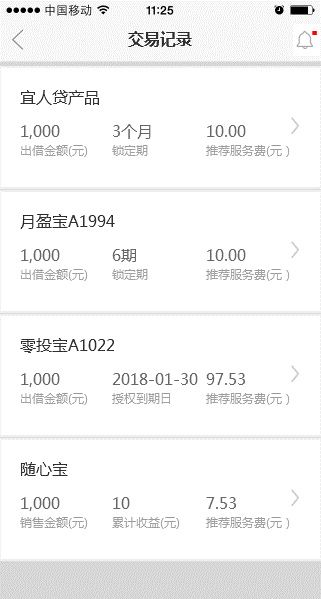 中国移动 11:25
交易记录
宜人贷产品
1,000 3个月 10.00
出借金额(元) 锁定期 推荐服务费(元)
月盈宝A1994
1,000 6期 10.00
出借金额(元) 锁定期 推荐服务费(元)
零投宝A1022
1,000 2018-01-30 97.53
出借金额(元) 授权到期日 推荐服务费(元)
随心宝
1,000 10 7.53
销售金额(元) 累计收益(元) 推荐服务费(元)